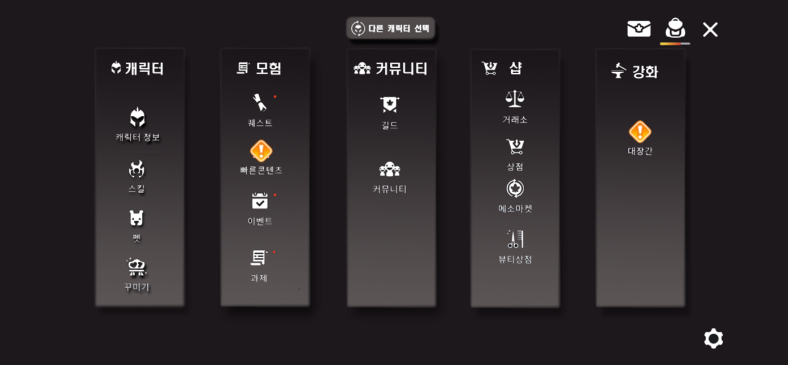 다른 캐릭터 선택
캐릭터
캐릭터 정보
스킬
펫
꾸미기
모험
퀘스트
빠른콘텐츠
이벤트
과제
커뮤니티
길드
커뮤니티
샵
거래소
상점
메소마켓
뷰티상점
강화
대장간